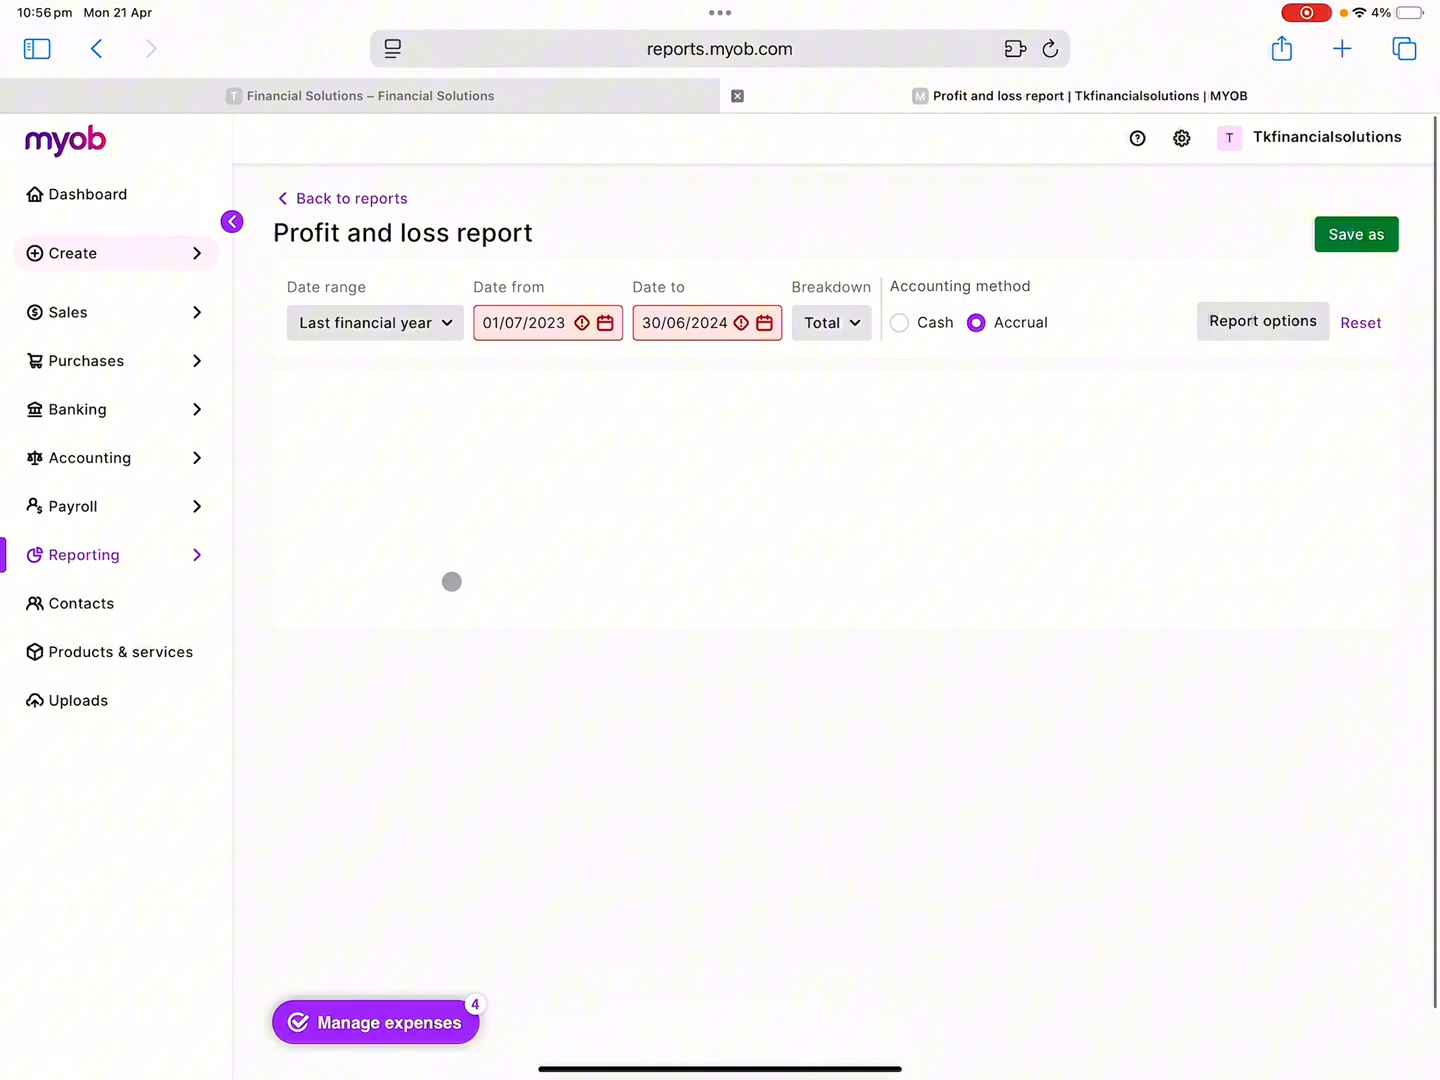 10:56 pm Mon 21 Apr
4%
reports.myob.com
T Financial Solutions – Financial Solutions
M Profit and loss report | Tkfinancialsolutions | MYOB
myob
T Tkfinancialsolutions
Dashboard
Create
Sales
Purchases
Banking
Accounting
Payroll
Reporting
Contacts
Products & services
Uploads
Back to reports
Profit and loss report
Save as
Date range
Date from
Date to
Breakdown
Accounting method
Last financial year
01/07/2023
30/06/2024
Total
Cash
Accrual
Report options
Reset
Manage expenses
4